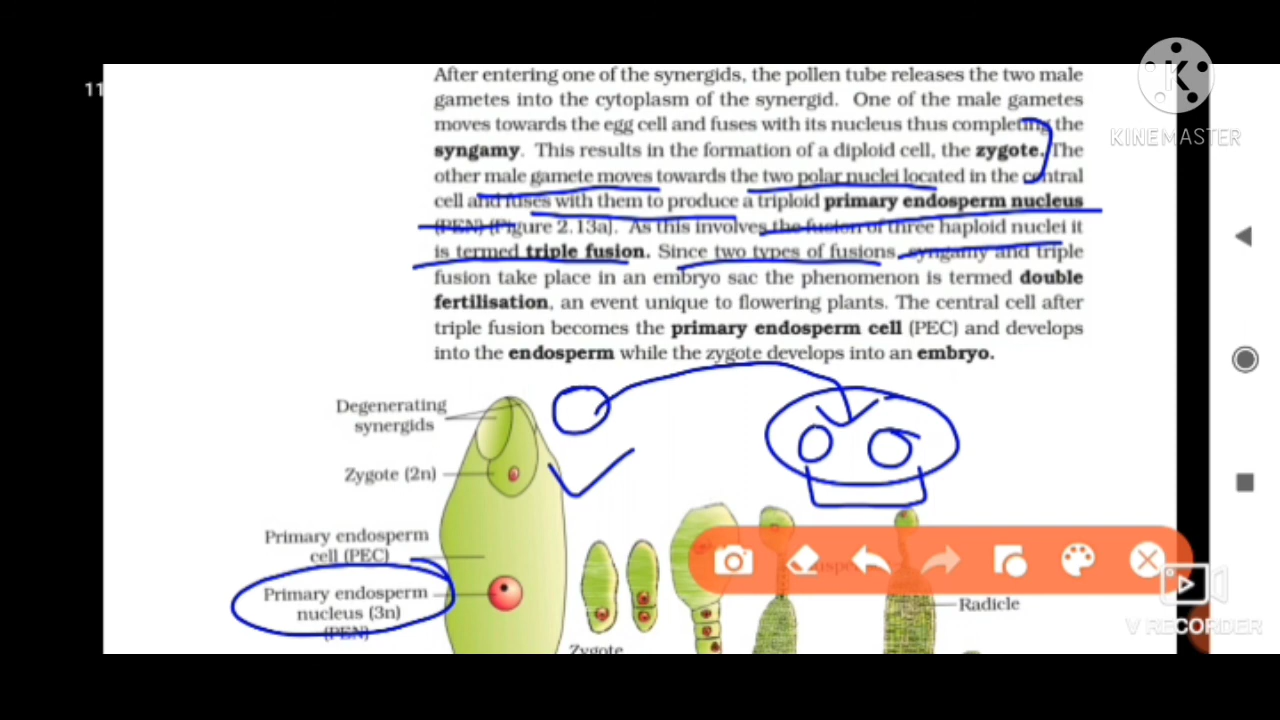 11
After entering one of the synergids, the pollen tube releases the two male
gametes into the cytoplasm of the synergid. One of the male gametes
moves towards the egg cell and fuses with its nucleus thus completing the
syngamy. This results in the formation of a diploid cell, the zygote. The
other male gamete moves towards the two polar nuclei located in the central
cell and fuses with them to produce a triploid primary endosperm nucleus
(PEN) (Figure 2.13a). As this involves the fusion of three haploid nuclei it
is termed triple fusion. Since two types of fusions, syngamy and triple
fusion take place in an embryo sac the phenomenon is termed double
fertilisation, an event unique to flowering plants. The central cell after
triple fusion becomes the primary endosperm cell (PEC) and develops
into the endosperm while the zygote develops into an embryo.
Degenerating
synergids
Zygote (2n)
Primary endosperm
cell (PEC)
Primary endosperm
nucleus (3n)
(PEN)
Radicle
Zygote
K
KINEMASTER
V RECORDER